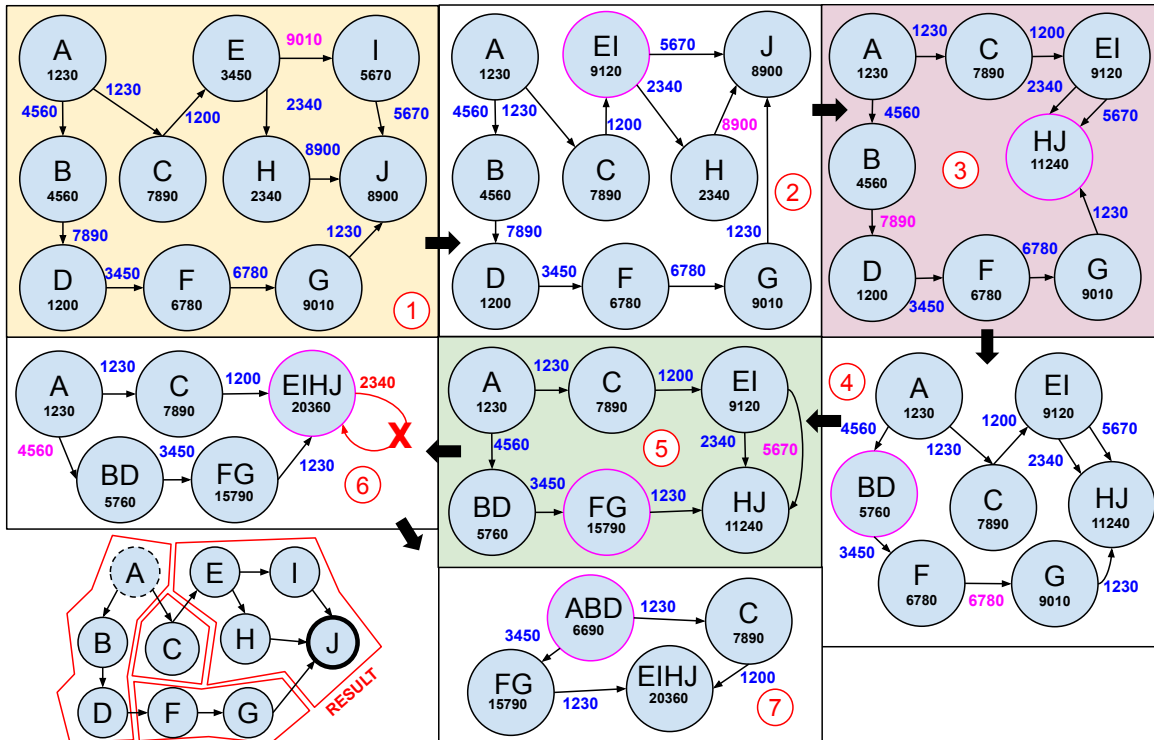 A
1230
E
3450
9010
I
5670
4560
1230
1200
2340
5670
B
4560
C
7890
H
2340
8900
J
8900
7890
1230
D
1200
3450
F
6780
6780
G
9010
1
A
1230
EI
9120
5670
J
8900
4560
1230
2340
1200
8900
B
4560
C
7890
H
2340
2
7890
1230
D
1200
3450
F
6780
6780
G
9010
A
1230
1230
C
7890
1200
EI
9120
2340
4560
5670
B
4560
HJ
11240
3
7890
1230
D
1200
3450
F
6780
6780
G
9010
4
A
1230
EI
9120
4560
1200
5670
1230
2340
BD
5760
C
7890
HJ
11240
3450
F
6780
6780
G
9010
1230
A
1230
1230
C
7890
1200
EI
9120
4560
5
2340
5670
BD
5760
3450
FG
15790
1230
HJ
11240
A
1230
1230
C
7890
1200
EIHJ
20360
2340
X
4560
3450
1230
BD
5760
FG
15790
6
ABD
6690
1230
C
7890
3450
FG
15790
1230
EIHJ
20360
1200
7
A
E
I
B
C
H
J
D
F
G
RESULT